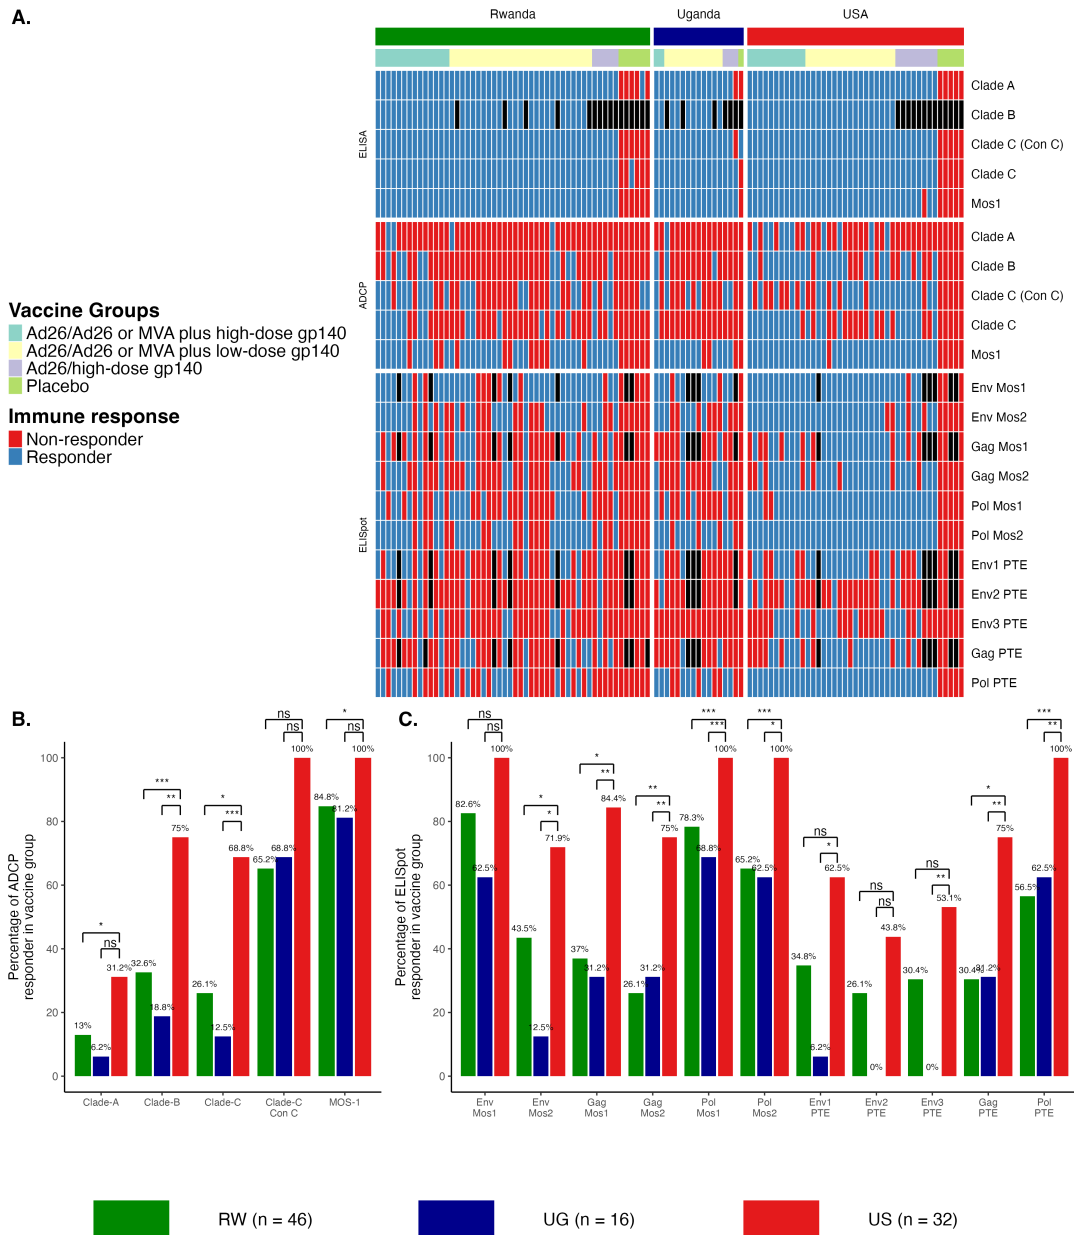 A.
Rwanda
Uganda
USA
ELISA
Clade A
Clade B
Clade C (Con C)
Clade C
Mos1
ADCP
Clade A
Clade B
Clade C (Con C)
Clade C
Mos1
ELISpot
Env Mos1
Env Mos2
Gag Mos1
Gag Mos2
Pol Mos1
Pol Mos2
Env1 PTE
Env2 PTE
Env3 PTE
Gag PTE
Pol PTE
Vaccine Groups
Ad26/Ad26 or MVA plus high-dose gp140
Ad26/Ad26 or MVA plus low-dose gp140
Ad26/high-dose gp140
Placebo
Immune response
Non-responder
Responder
B.
Percentage of ADCP
responder in vaccine group
100
80
60
40
20
0
* ns
13% 6.2% 31.2%
*** **
32.6% 18.8% 75%
* ***
26.1% 12.5% 68.8%
ns ns
65.2% 68.8% 100%
* ns
84.8% 81.2% 100%
Clade-A
Clade-B
Clade-C
Clade-C
Con C
MOS-1
C.
Percentage of ELISpot
responder in vaccine group
100
80
60
40
20
0
ns ns
82.6% 62.5% 100%
* *
43.5% 12.5% 71.9%
* **
37% 31.2% 84.4%
** **
26.1% 31.2% 75%
*** ***
78.3% 68.8% 100%
*** *
65.2% 62.5% 100%
ns *
34.8% 6.2% 62.5%
ns ns
26.1% 0% 43.8%
ns **
30.4% 0% 53.1%
* **
30.4% 31.2% 75%
*** **
56.5% 62.5% 100%
Env
Mos1
Env
Mos2
Gag
Mos1
Gag
Mos2
Pol
Mos1
Pol
Mos2
Env1
PTE
Env2
PTE
Env3
PTE
Gag
PTE
Pol
PTE
RW (n = 46)
UG (n = 16)
US (n = 32)